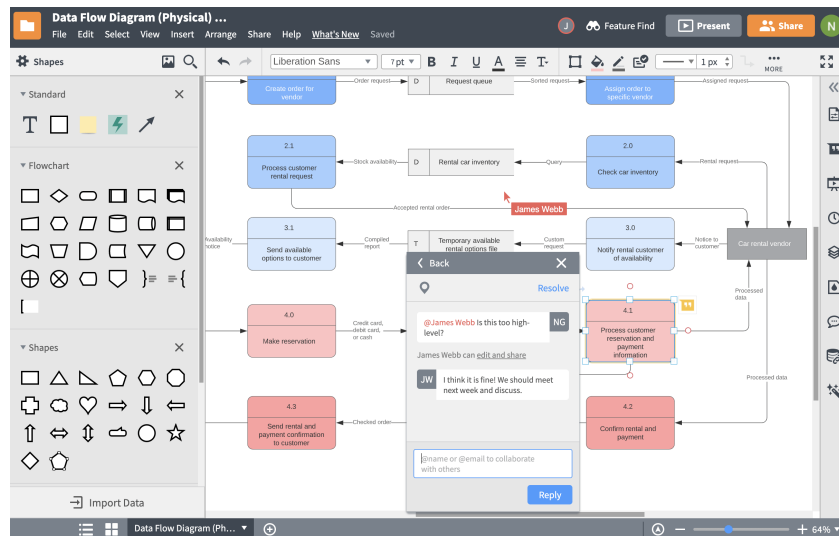 Data Flow Diagram (Physical) ...
File Edit Select View Insert Arrange Share Help What's New Saved
J
Feature Find
Present
Share
N
Shapes
Liberation Sans
7 pt
B I U A T
1 px
MORE
Standard
T
Flowchart
Shapes
Import Data
Create order for
vendor
Order request
D Request queue
Sorted request
Assign order to
specific vendor
Assigned request
2.1
Process customer
rental request
Stock availability
D Rental car inventory
Query
2.0
Check car inventory
Rental request
James Webb
Accepted rental order
Availability
notice
3.1
Send available
options to customer
Complied
report
T Temporary available
rental options file
Custom
request
3.0
Notify rental customer
of availability
Notice to
customer
Car rental vendor
Back
Resolve
@James Webb Is this too high-
level?
NG
James Webb can edit and share
JW
I think it is fine! We should meet
next week and discuss.
@name or @email to collaborate
with others
Reply
4.0
Make reservation
Credit card,
debit card,
or cash
4.1
Process customer
reservation and
payment
information
Processed
data
Processed data
4.3
Send rental and
payment confirmation
to customer
Checked order
4.2
Confirm rental and
payment
Data Flow Diagram (Ph...
64%